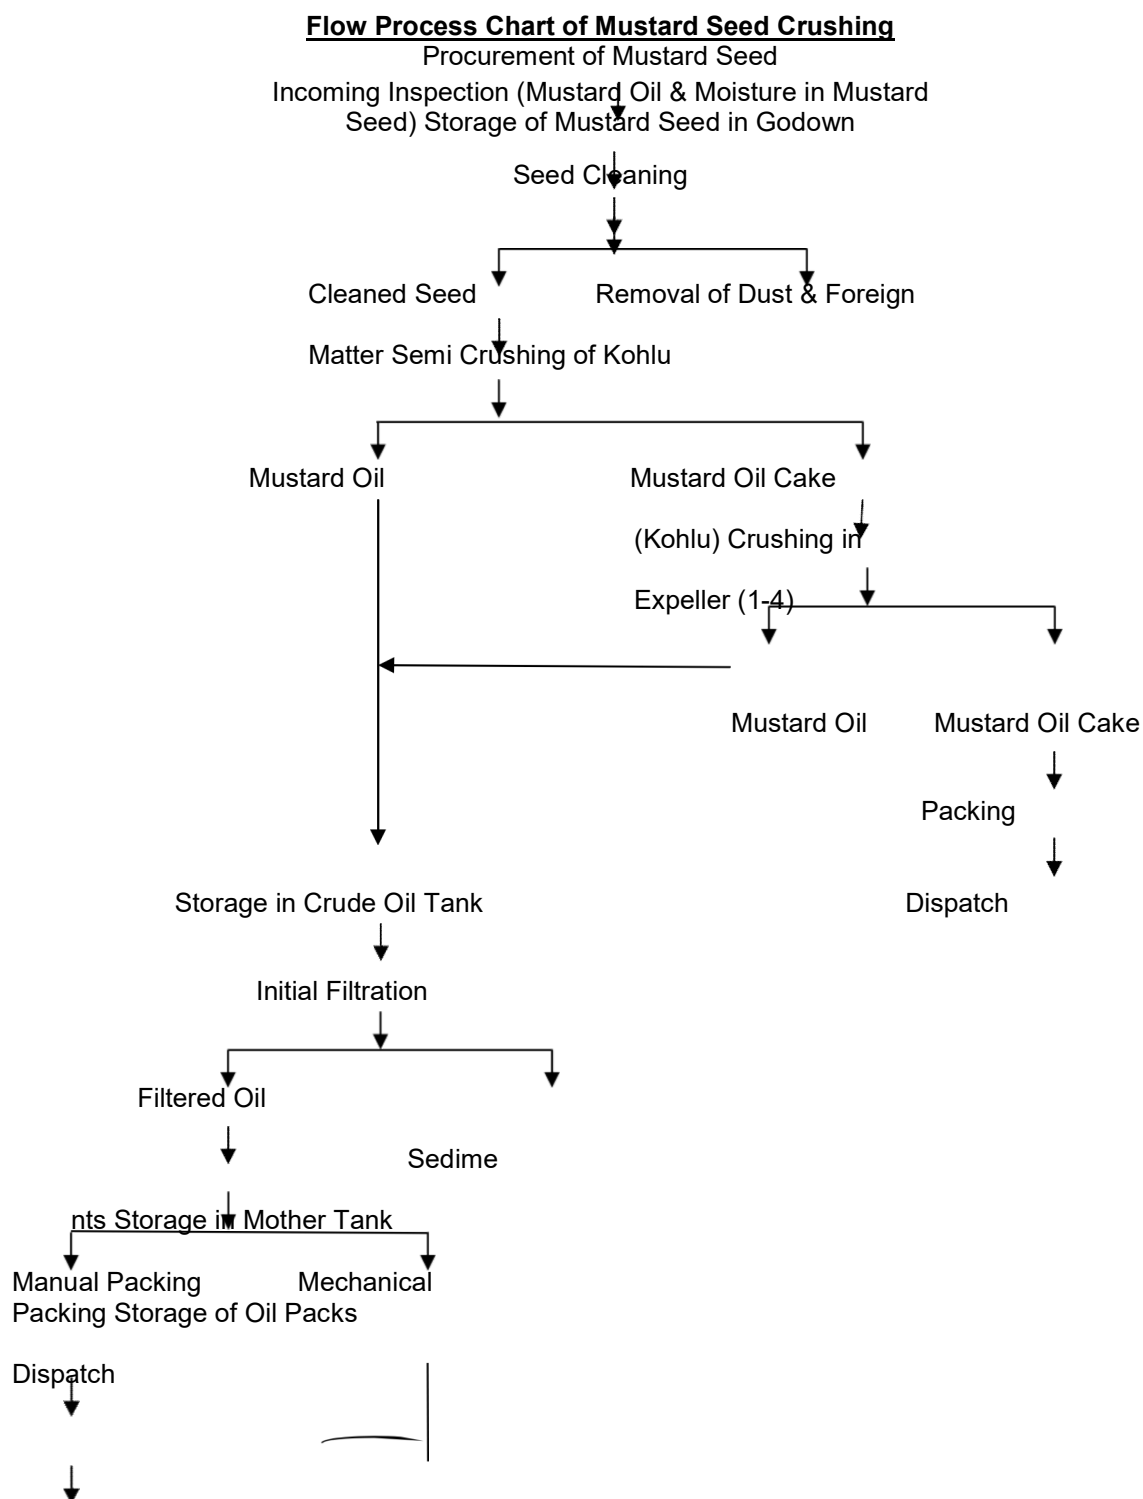 Flow Process Chart of Mustard Seed Crushing
Procurement of Mustard Seed
Incoming Inspection (Mustard Oil & Moisture in Mustard
Seed) Storage of Mustard Seed in Godown
Seed Cleaning
Cleaned Seed Removal of Dust & Foreign
Matter Semi Crushing of Kohlu
Mustard Oil Mustard Oil Cake
(Kohlu) Crushing in
Expeller (1-4)
Mustard Oil Mustard Oil Cake
Packing
Storage in Crude Oil Tank Dispatch
Initial Filtration
Filtered Oil
Sedime
nts Storage in Mother Tank
Manual Packing Mechanical
Packing Storage of Oil Packs
Dispatch